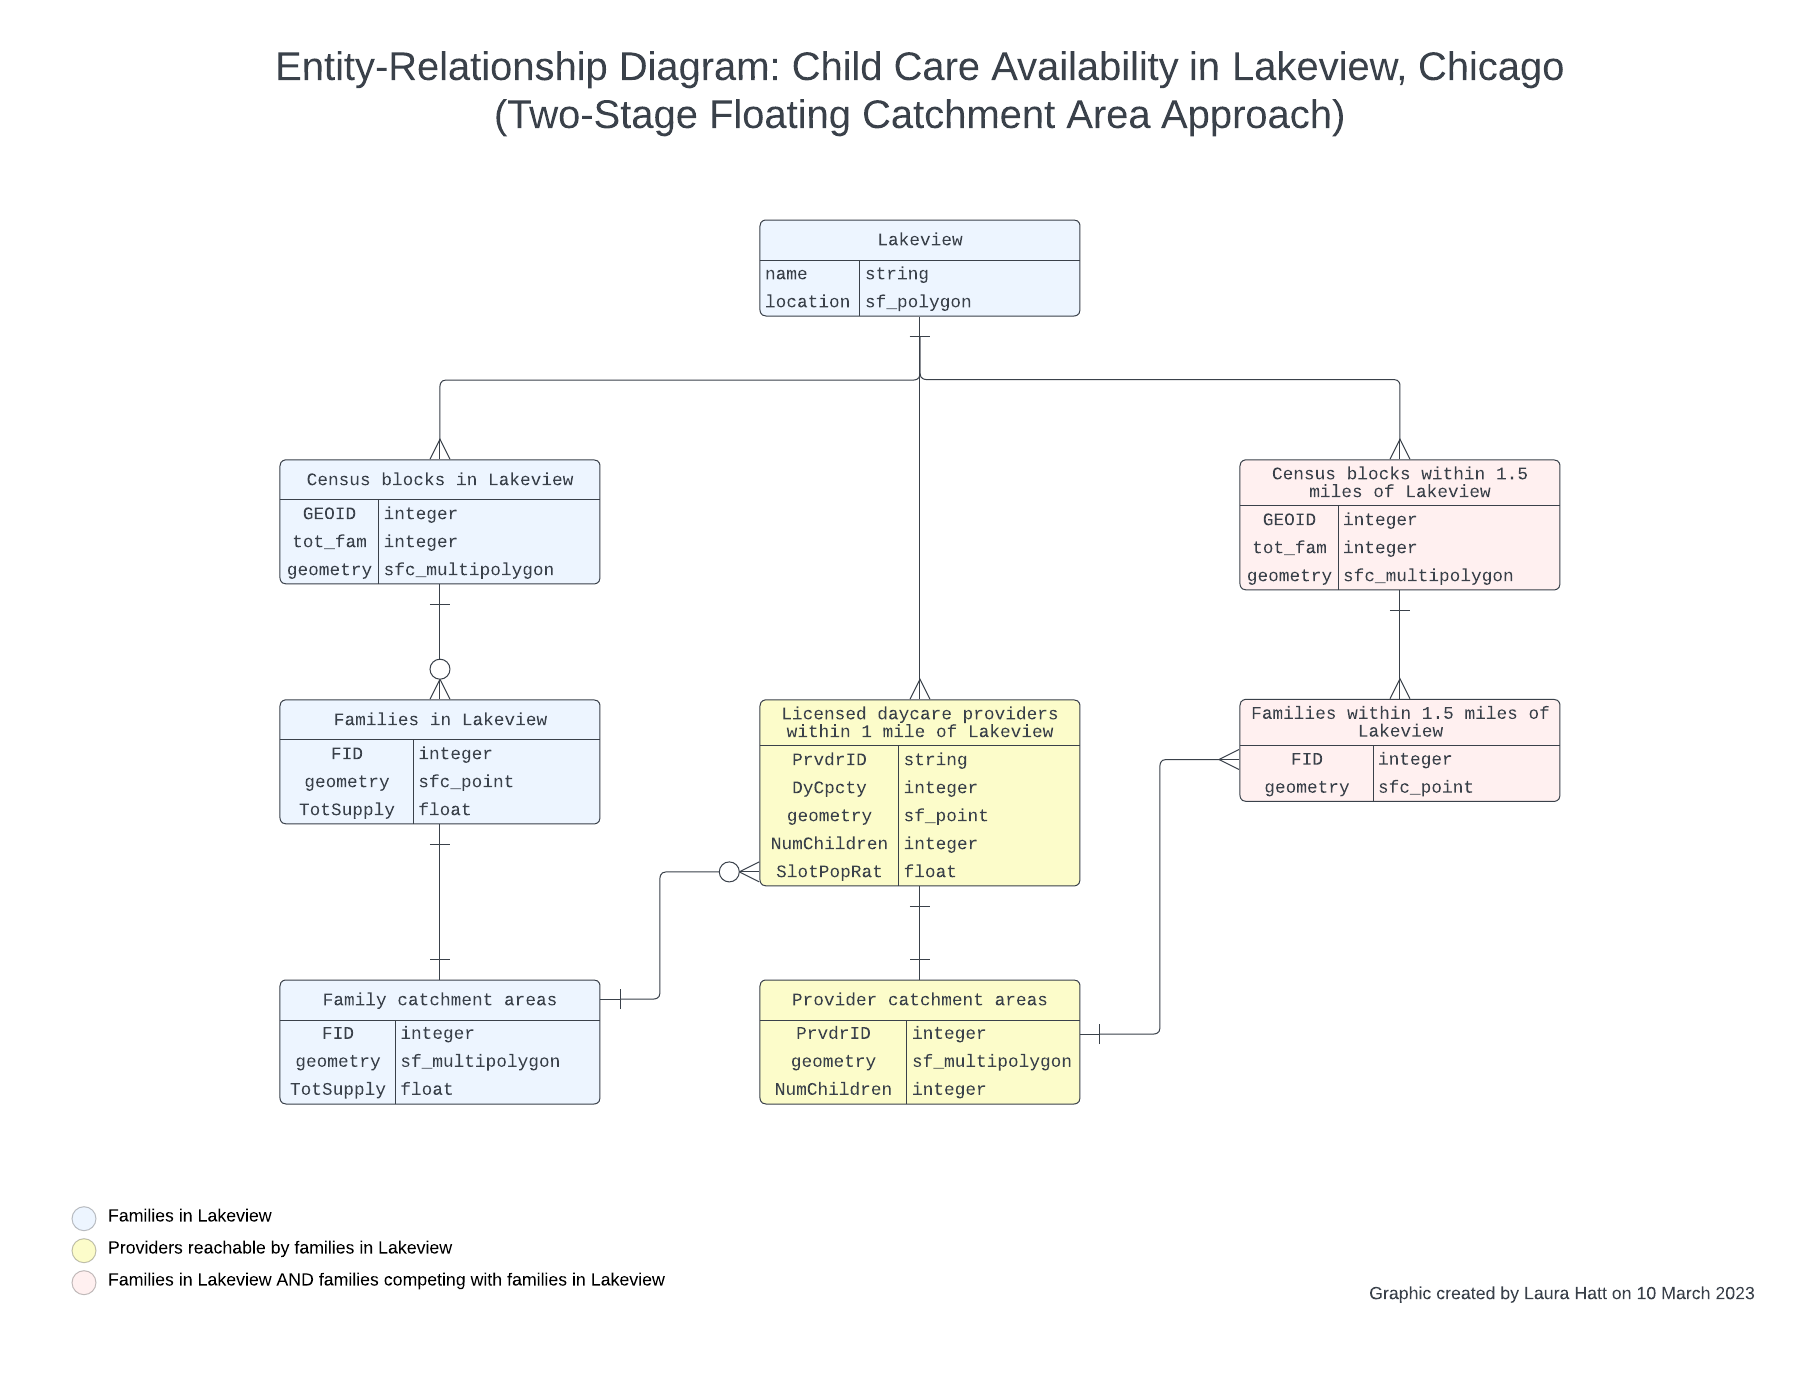 Entity-Relationship Diagram: Child Care Availability in Lakeview, Chicago
(Two-Stage Floating Catchment Area Approach)
Lakeview
name string
location sf_polygon
Census blocks in Lakeview
GEOID integer
tot_fam integer
geometry sfc_multipolygon
Census blocks within 1.5
miles of Lakeview
GEOID integer
tot_fam integer
geometry sfc_multipolygon
Families in Lakeview
FID integer
geometry sfc_point
TotSupply float
Licensed daycare providers
within 1 mile of Lakeview
PrvdrID string
DyCpcty integer
geometry sf_point
NumChildren integer
SlotPopRat float
Families within 1.5 miles of
Lakeview
FID integer
geometry sfc_point
Family catchment areas
FID integer
geometry sf_multipolygon
TotSupply float
Provider catchment areas
PrvdrID integer
geometry sf_multipolygon
NumChildren integer
Families in Lakeview
Providers reachable by families in Lakeview
Families in Lakeview AND families competing with families in Lakeview
Graphic created by Laura Hatt on 10 March 2023